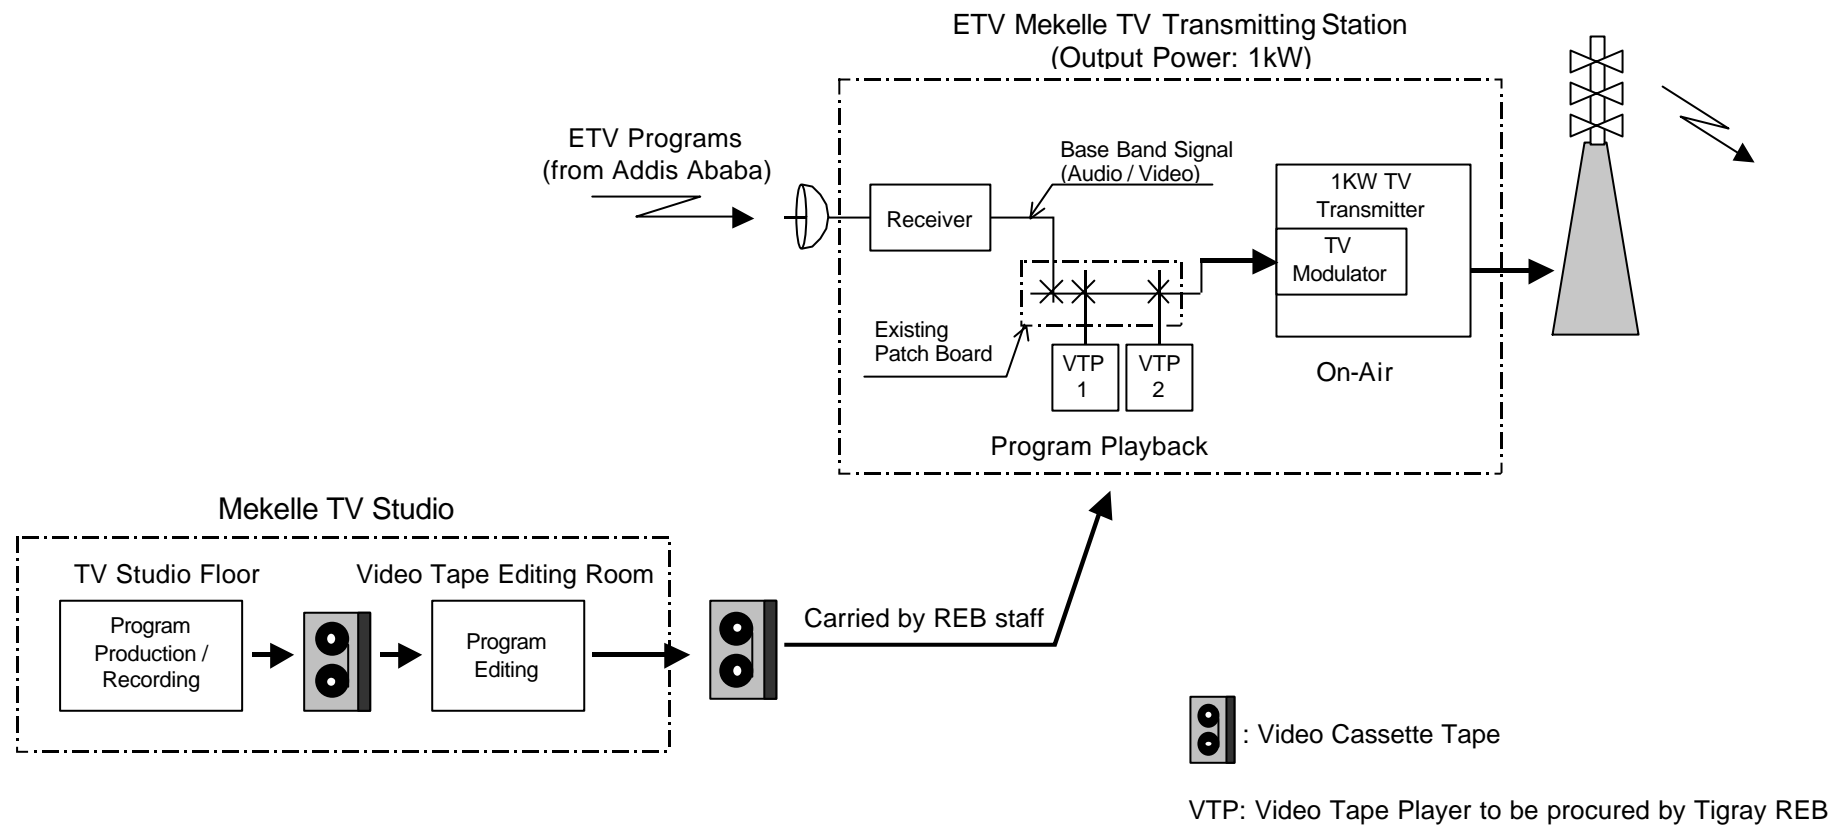 ETV Mekelle TV Transmitting Station
(Output Power: 1kW)
ETV Programs
(from Addis Ababa)
Base Band Signal
(Audio / Video)
Receiver
1KW TV
Transmitter
TV
Modulator
Existing
Patch Board
VTP
1
VTP
2
On-Air
Program Playback
Mekelle TV Studio
TV Studio Floor
Video Tape Editing Room
Program
Production /
Recording
Program
Editing
Carried by REB staff
: Video Cassette Tape
VTP: Video Tape Player to be procured by Tigray REB